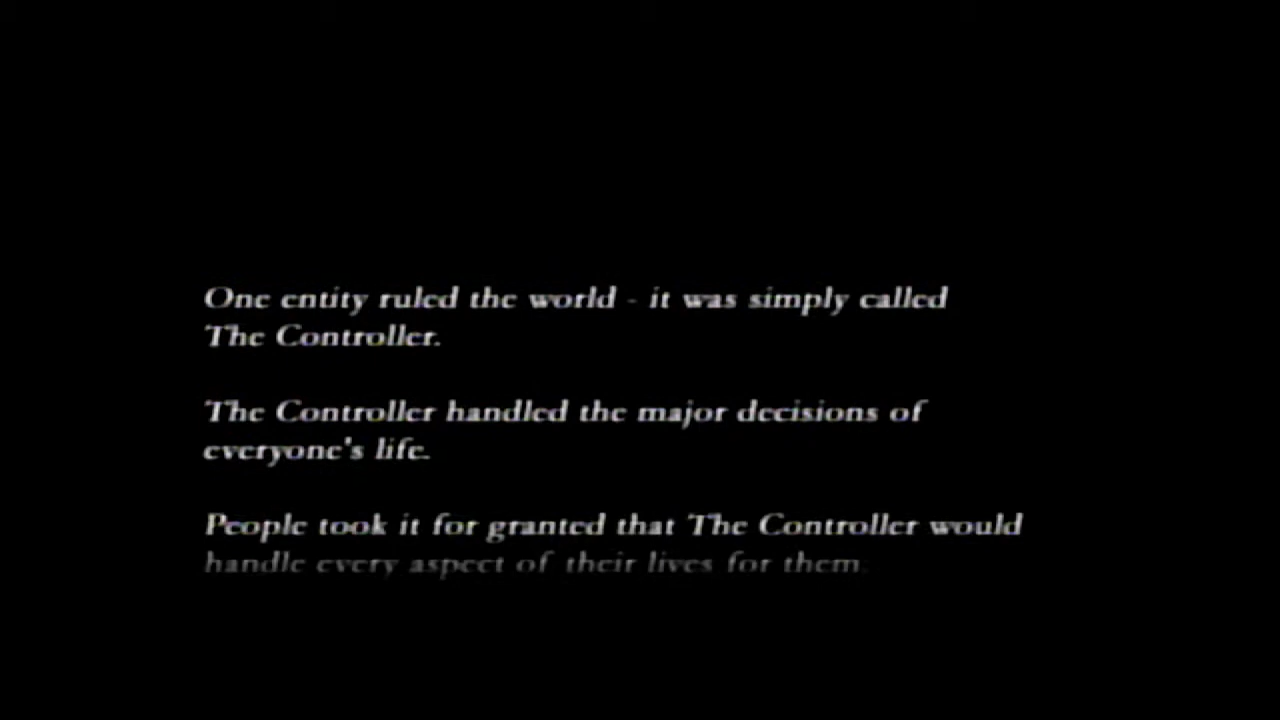 One entity ruled the world - it was simply called
The Controller.
The Controller handled the major decisions of
everyone's life.
People took it for granted that The Controller would
handle every aspect of their lives for them.